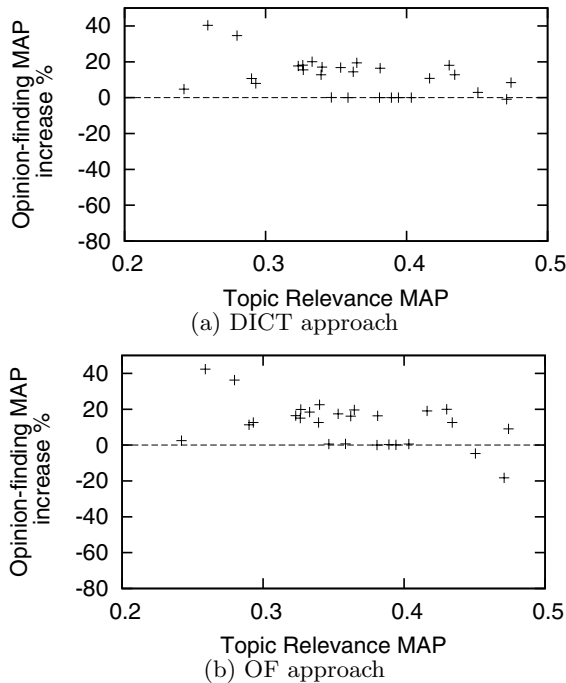 Opinion-finding MAP
increase %
40
20
0
-20
-40
-60
-80
0.2 0.3 0.4 0.5
Topic Relevance MAP
(a) DICT approach
Opinion-finding MAP
increase %
40
20
0
-20
-40
-60
-80
0.2 0.3 0.4 0.5
Topic Relevance MAP
(b) OF approach